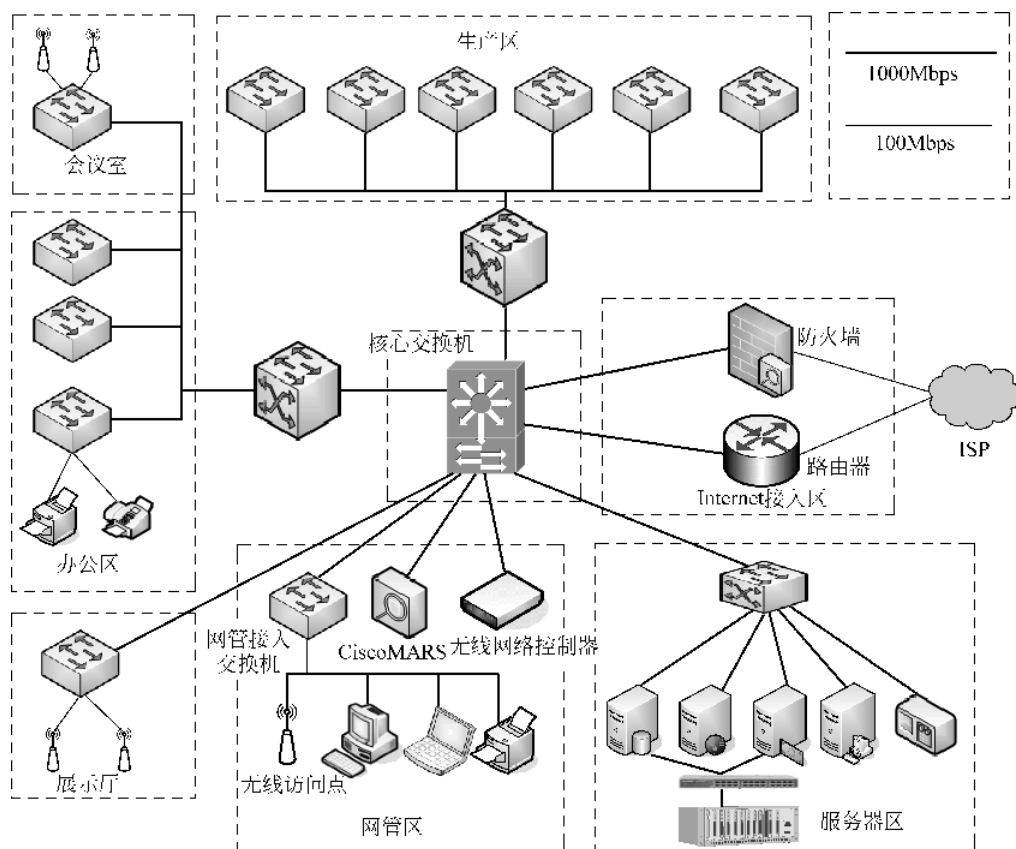 生产区
1000Mbps
100Mbps
会议室
核心交换机
防火墙
ISP
路由器
Internet接入区
办公区
网管接入
交换机
CiscoMARS
无线网络控制器
无线访问点
网管区
展示厅
服务器区